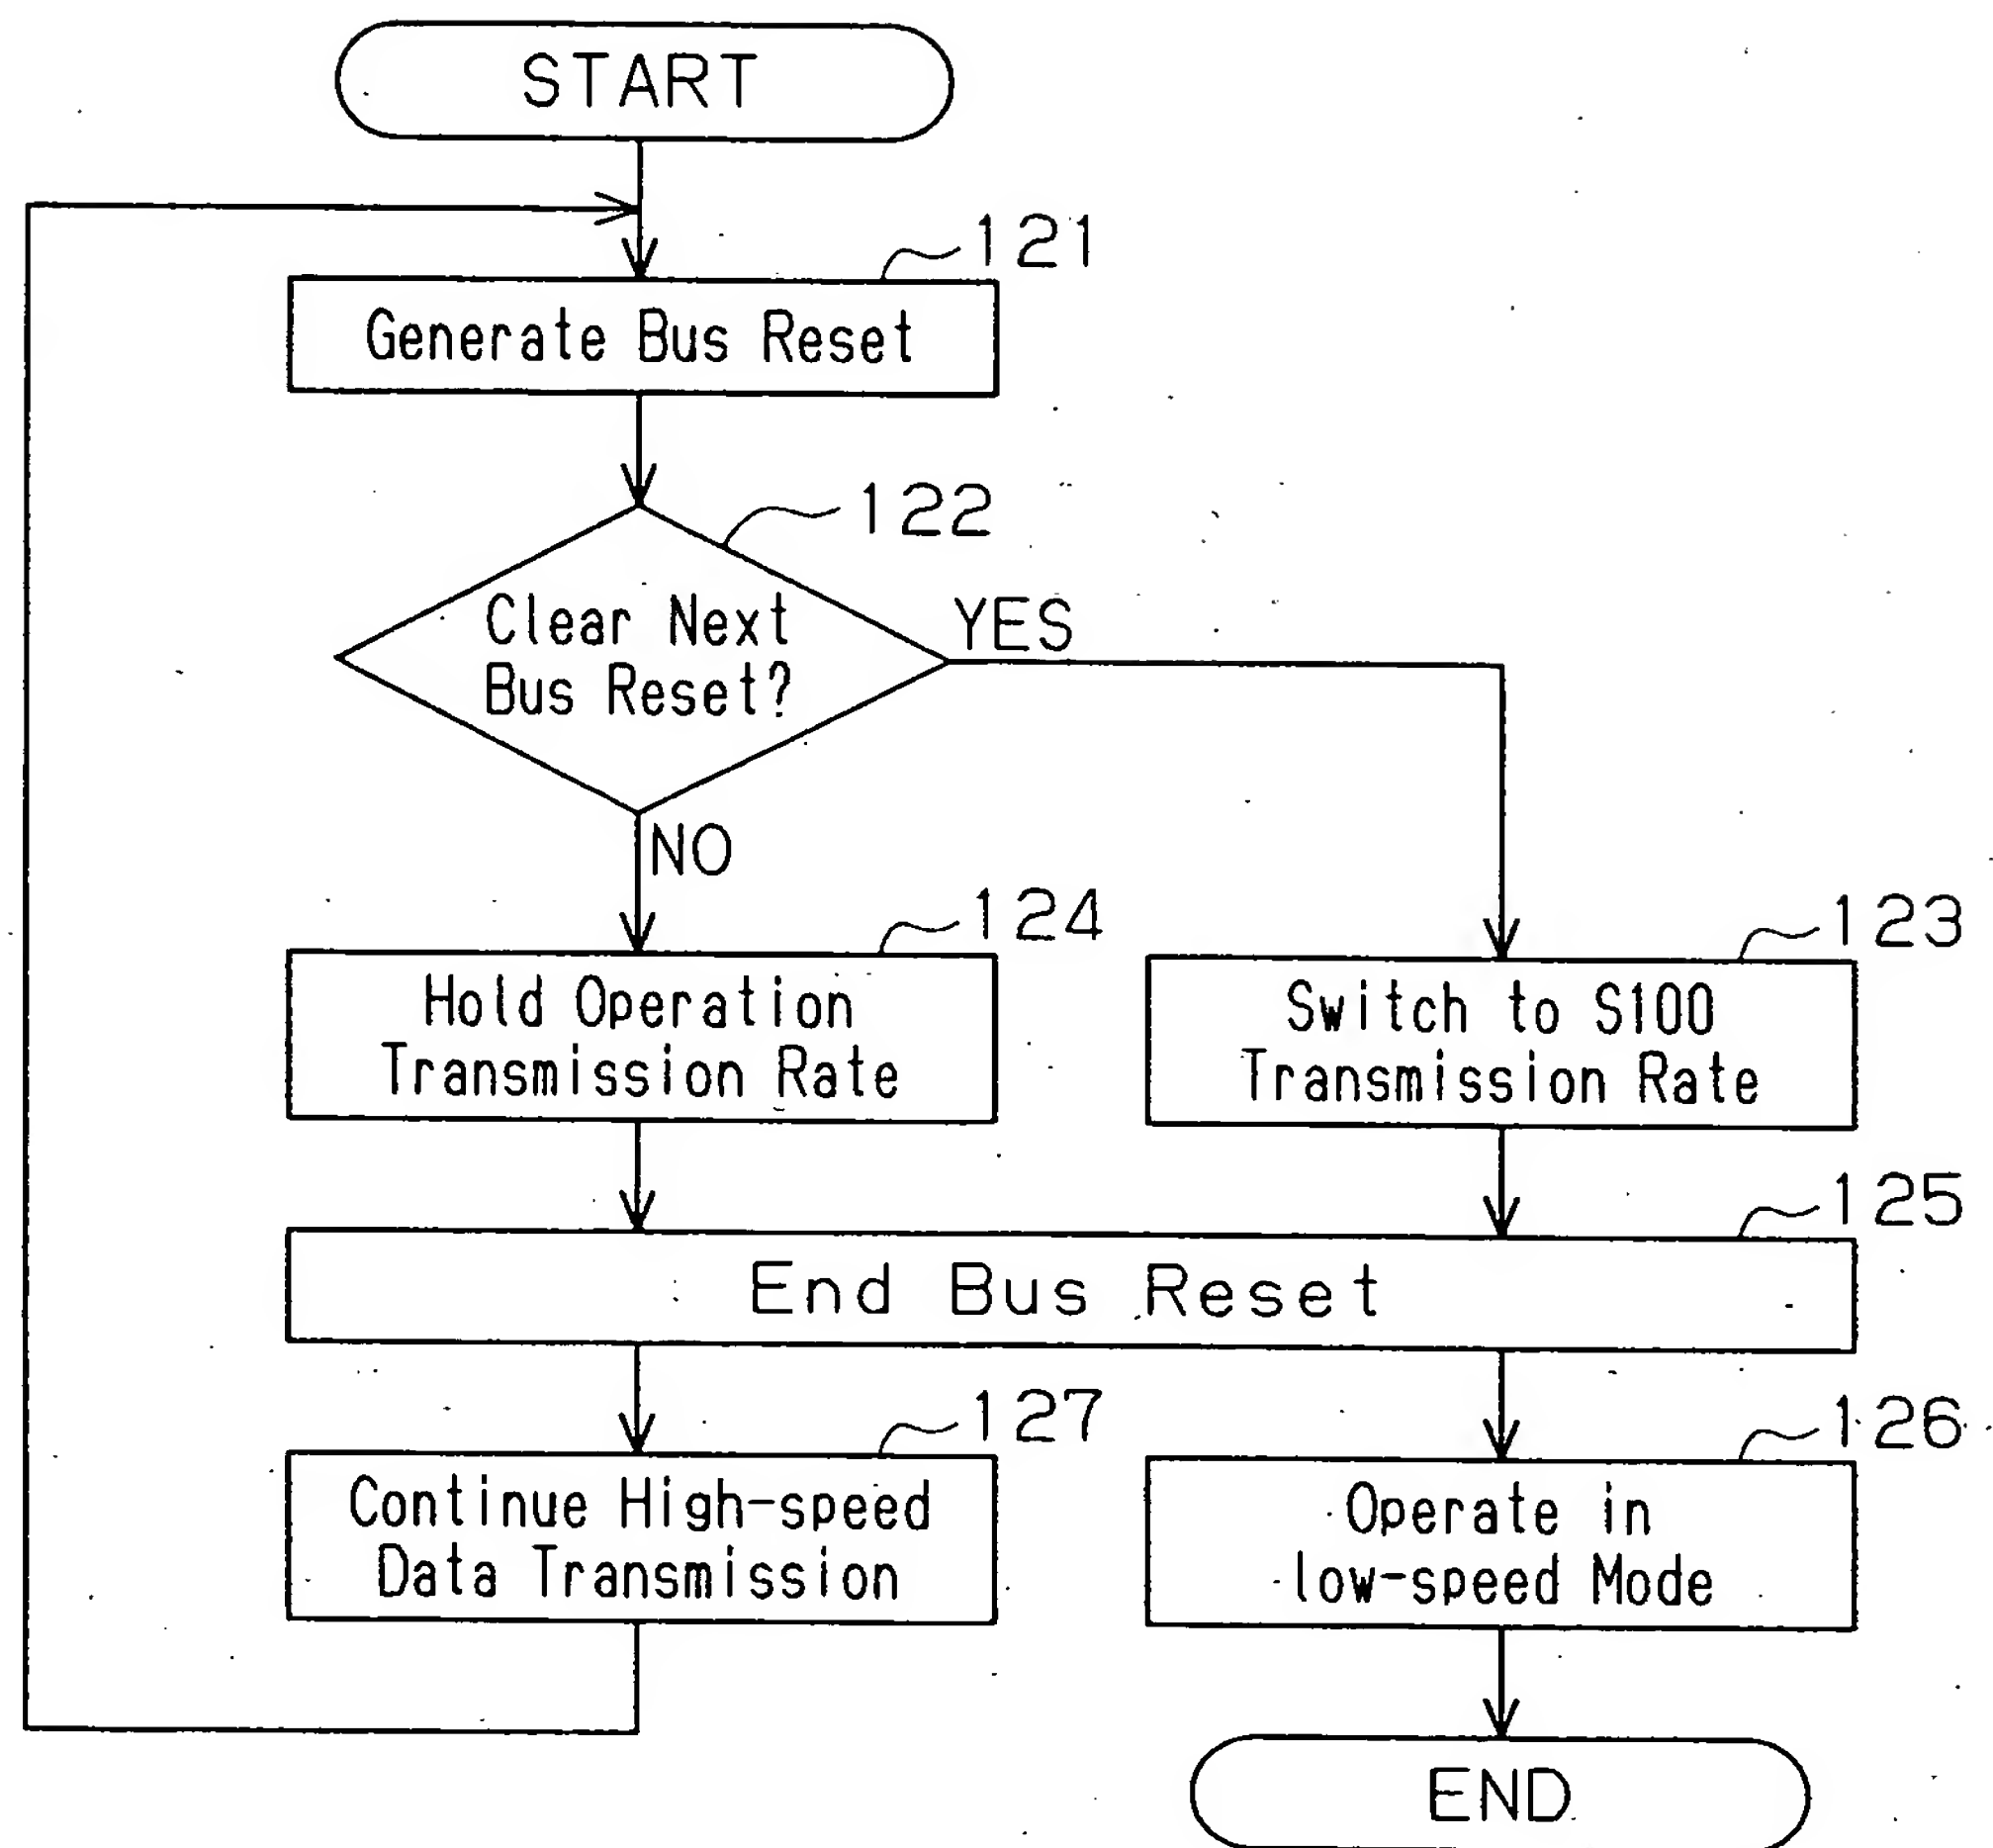 START
121
Generate Bus Reset
122
Clear Next
Bus Reset?
YES
NO
124
Hold Operation
Transmission Rate
123
Switch to S100
Transmission Rate
125
End Bus Reset
127
Continue High-speed
Data Transmission
126
Operate in
low-speed Mode
END